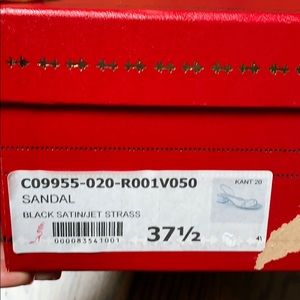 C09955-020-R001V050
KANT 20
SANDAL
BLACK SATIN/JET STRASS
000083541001
37½